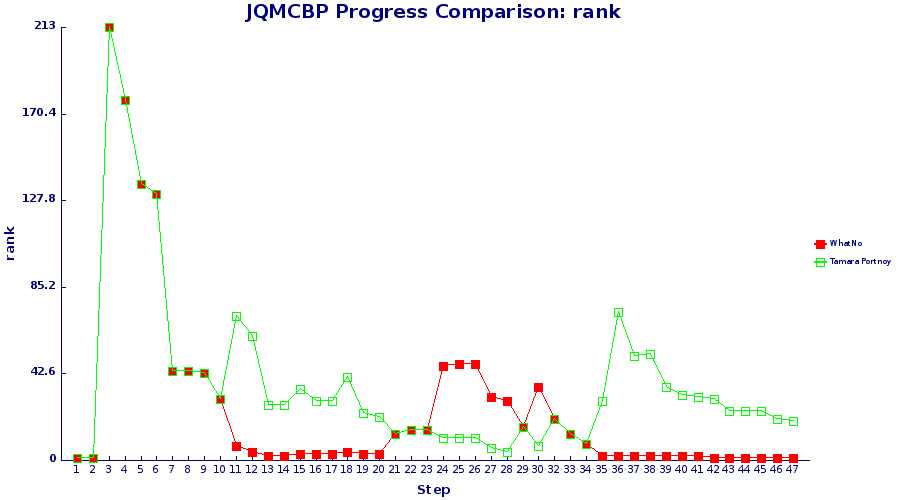 JQMCBP Progress Comparison: rank
213
170.4
127.8
85.2
42.6
0
rank
1 2 3 4 5 6 7 8 9 10 11 12 13 14 15 16 17 18 19 20 21 22 23 24 25 26 27 28 29 30 31 32 33 34 35 36 37 38 39 40 41 42 43 44 45 46 47
Step
WhatNo
Tamara Portnoy